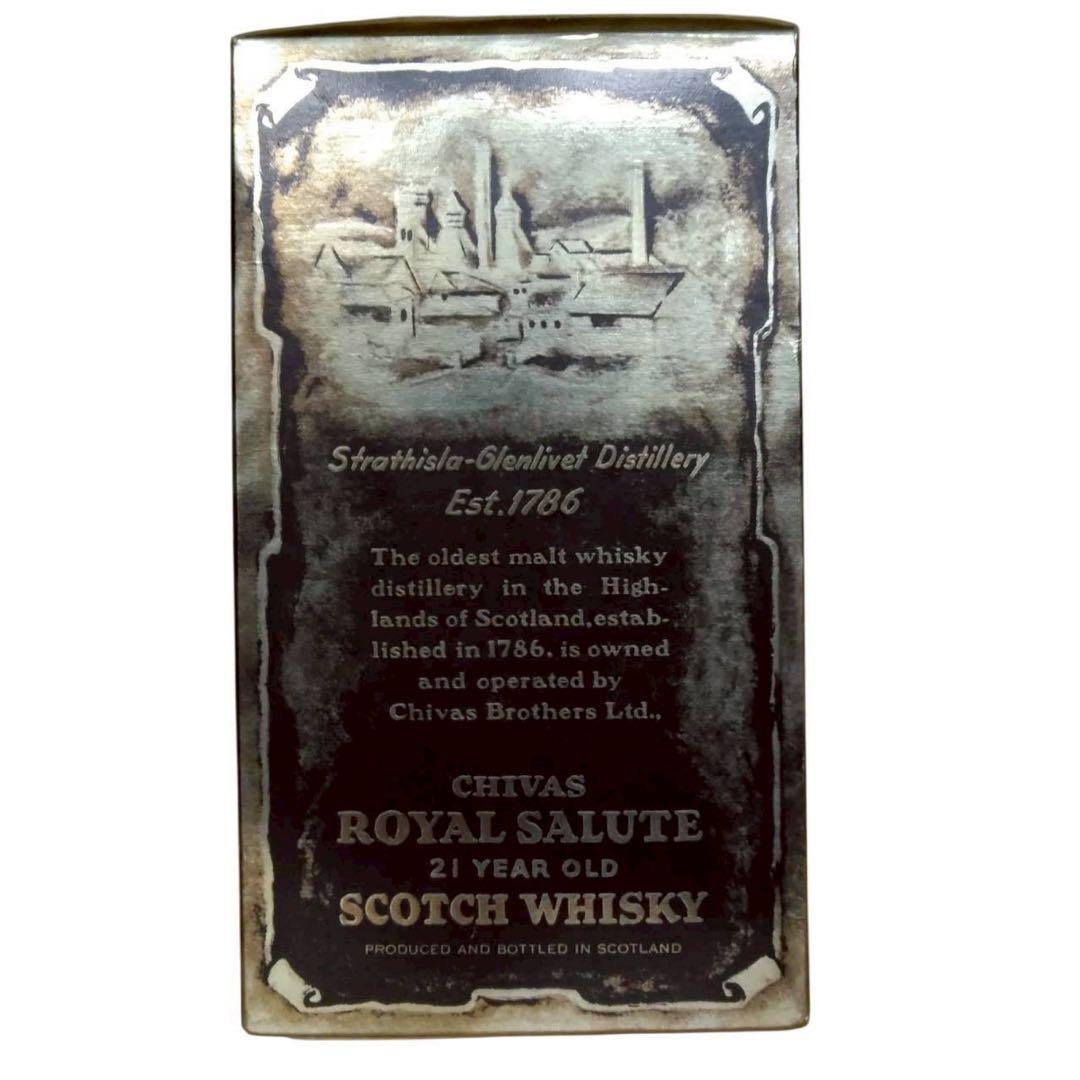 Strathisla-Glenlivet Distillery
Est. 1786
The oldest malt whisky
distillery in the High-
lands of Scotland, estab-
lished in 1786, is owned
and operated by
Chivas Brothers Ltd.,
CHIVAS
ROYAL SALUTE
21 YEAR OLD
SCOTCH WHISKY
PRODUCED AND BOTTLED IN SCOTLAND